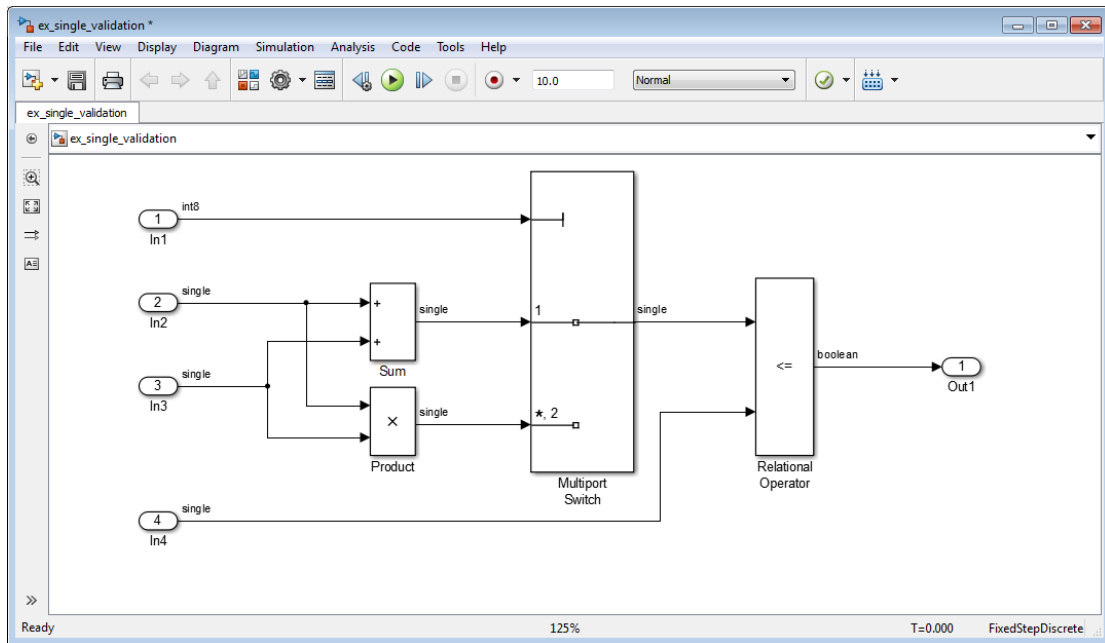 ex_single_validation *
File Edit View Display Diagram Simulation Analysis Code Tools Help
10.0 Normal
ex_single_validation
ex_single_validation
int8
1
In1
single
2
In2
single
3
In3
single
4
In4
+
+
Sum
single
×
Product
single
1
*, 2
Multiport
Switch
single
<=
Relational
Operator
boolean
1
Out1
Ready 125% T=0.000 FixedStepDiscrete